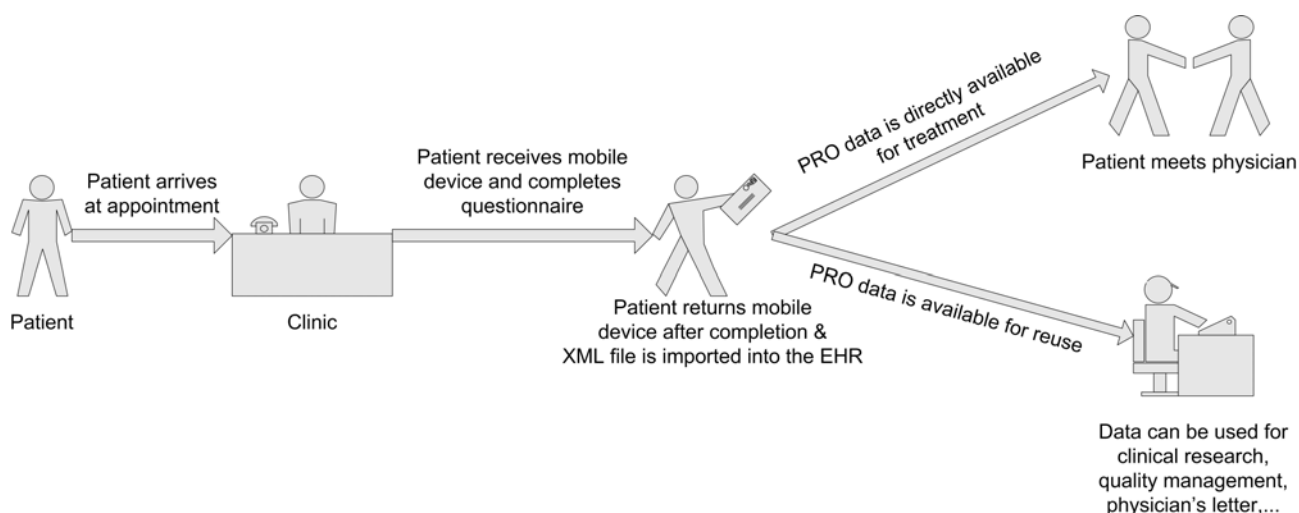 Patient arrives
at appointment
Patient
Clinic
Patient receives mobile
device and completes
questionnaire
Patient returns mobile
device after completion &
XML file is imported into the EHR
PRO data is directly available
for treatment
Patient meets physician
PRO data is available for reuse
Data can be used for
clinical research,
quality management,
physician's letter,...